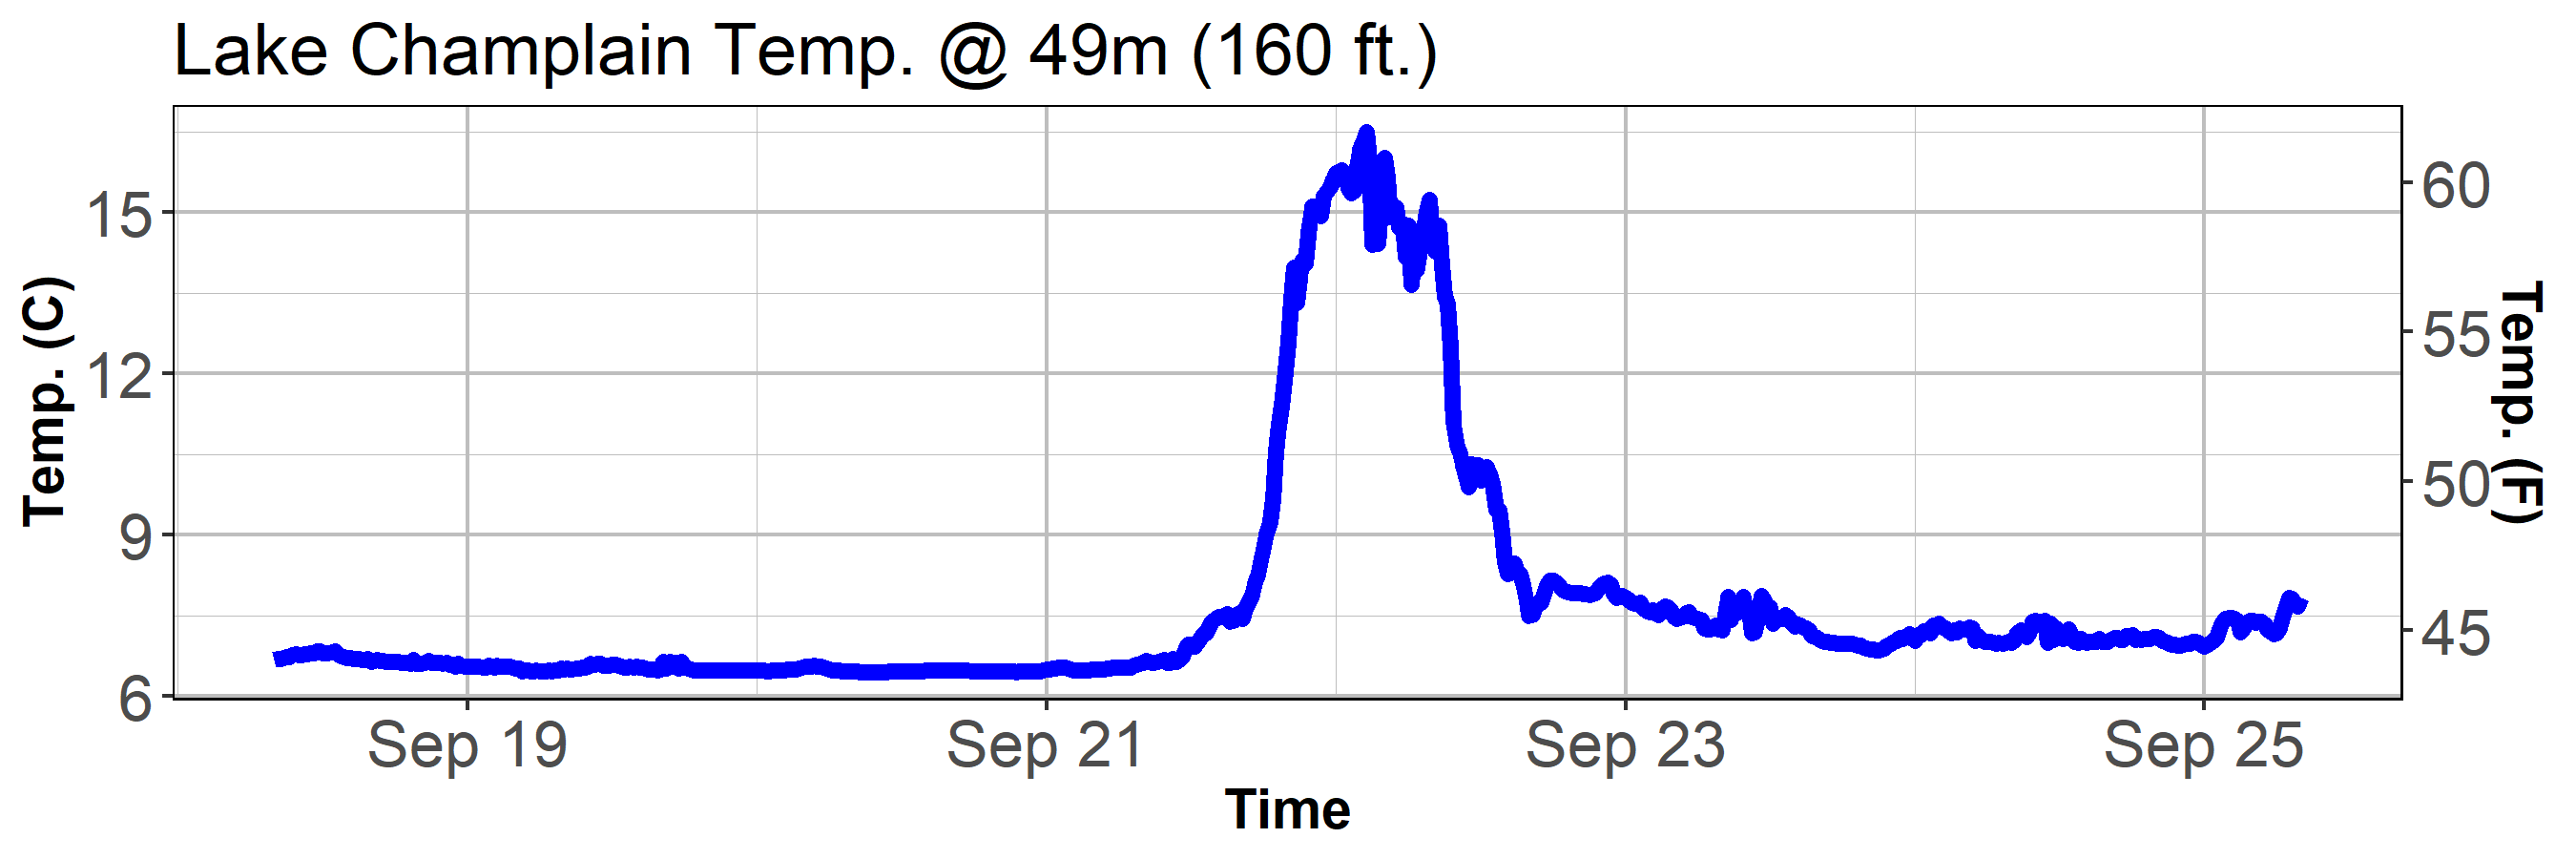 Lake Champlain Temp. @ 49m (160 ft.)
Temp. (C)
15
12
9
6
60
55
50
45
Temp. (F)
Sep 19
Sep 21
Sep 23
Sep 25
Time